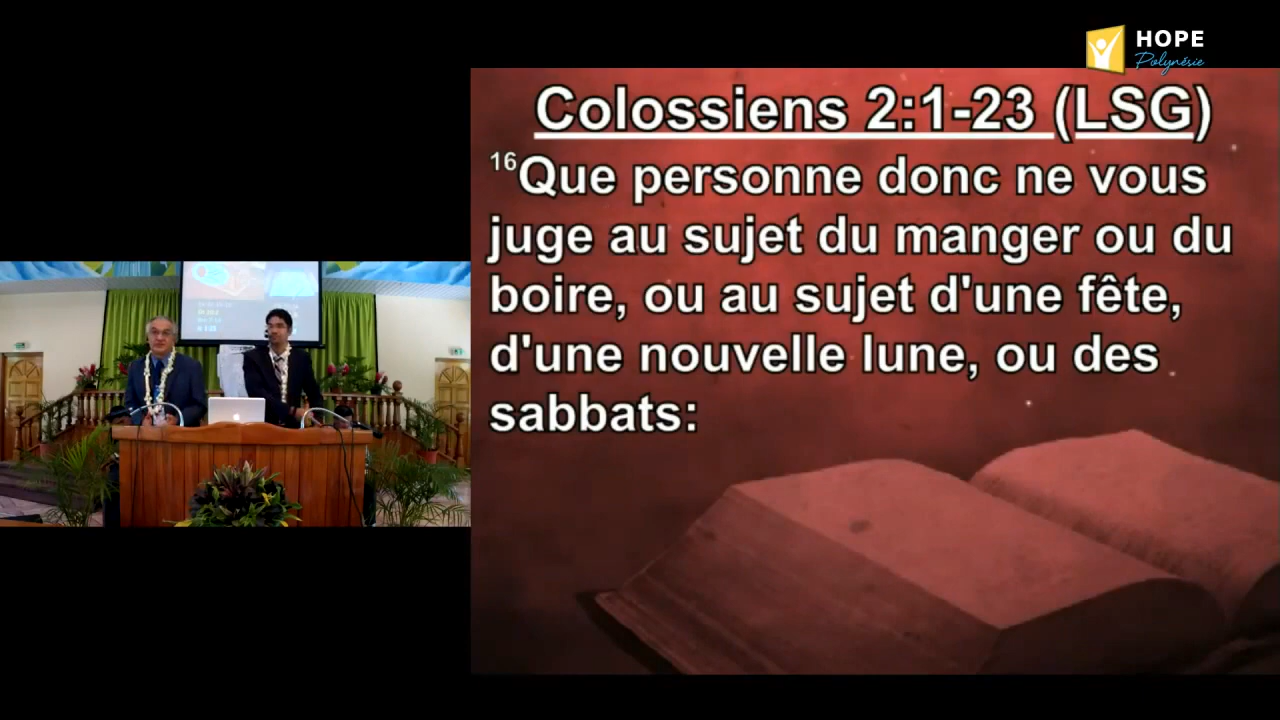 HOPE
Polynésie
Colossiens 2:1-23 (LSG)
16Que personne donc ne vous
juge au sujet du manger ou du
boire, ou au sujet d'une fête,
d'une nouvelle lune, ou des
sabbats: